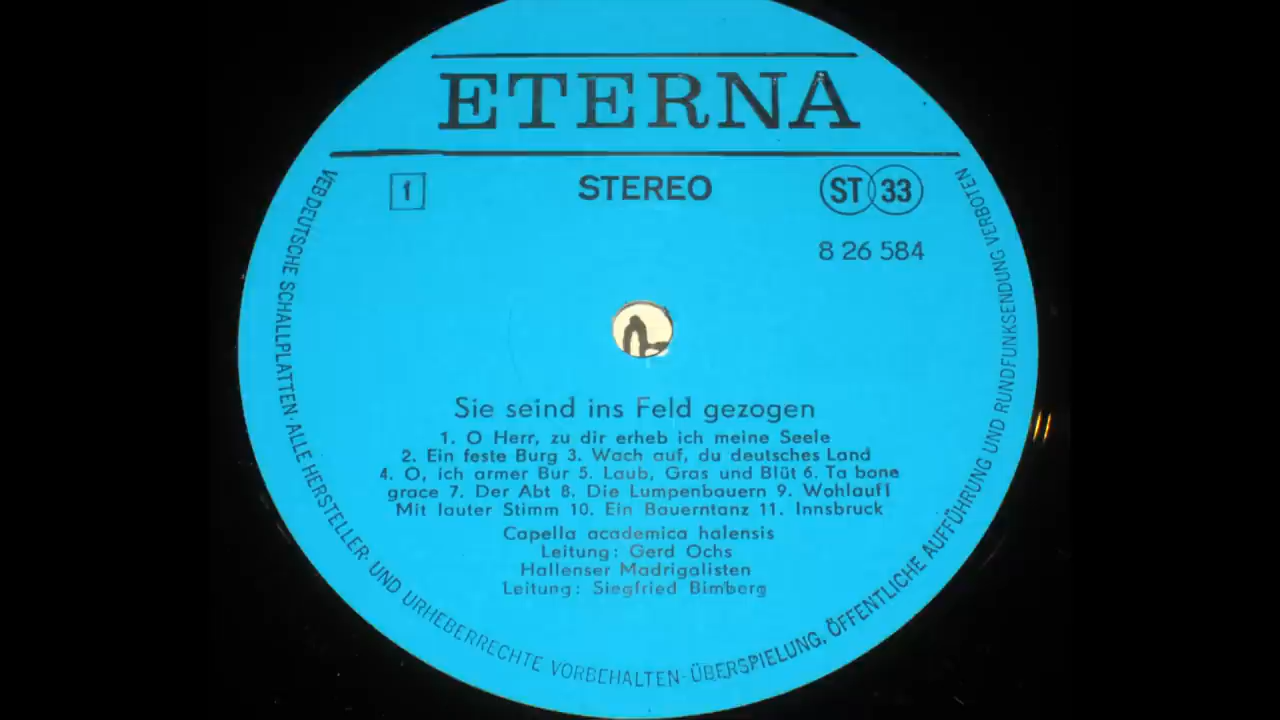 ETERNA
1 STEREO ST 33
8 26 584
Sie seind ins Feld gezogen
1. O Herr, zu dir erheb ich meine Seele
2. Ein feste Burg 3. Wach auf, du deutsches Land
4. O, ich armer Bur 5. Laub, Gras und Blüt 6. Ta bone
grace 7. Der Abt 8. Die Lumpenbauern 9. Wohlauf!
Mit lauter Stimm 10. Ein Bauerntanz 11. Innsbruck
Capella academica halensis
Leitung: Gerd Ochs
Hallenser Madrigalisten
Leitung: Siegfried Bimberg
VEB DEUTSCHE SCHALLPLATTEN · ALLE HERSTELLER- UND URHEBERRECHTE VORBEHALTEN · ÜBERSPIELUNG, ÖFFENTLICHE AUFFÜHRUNG UND RUNDFUNKSENDUNG VERBOTEN